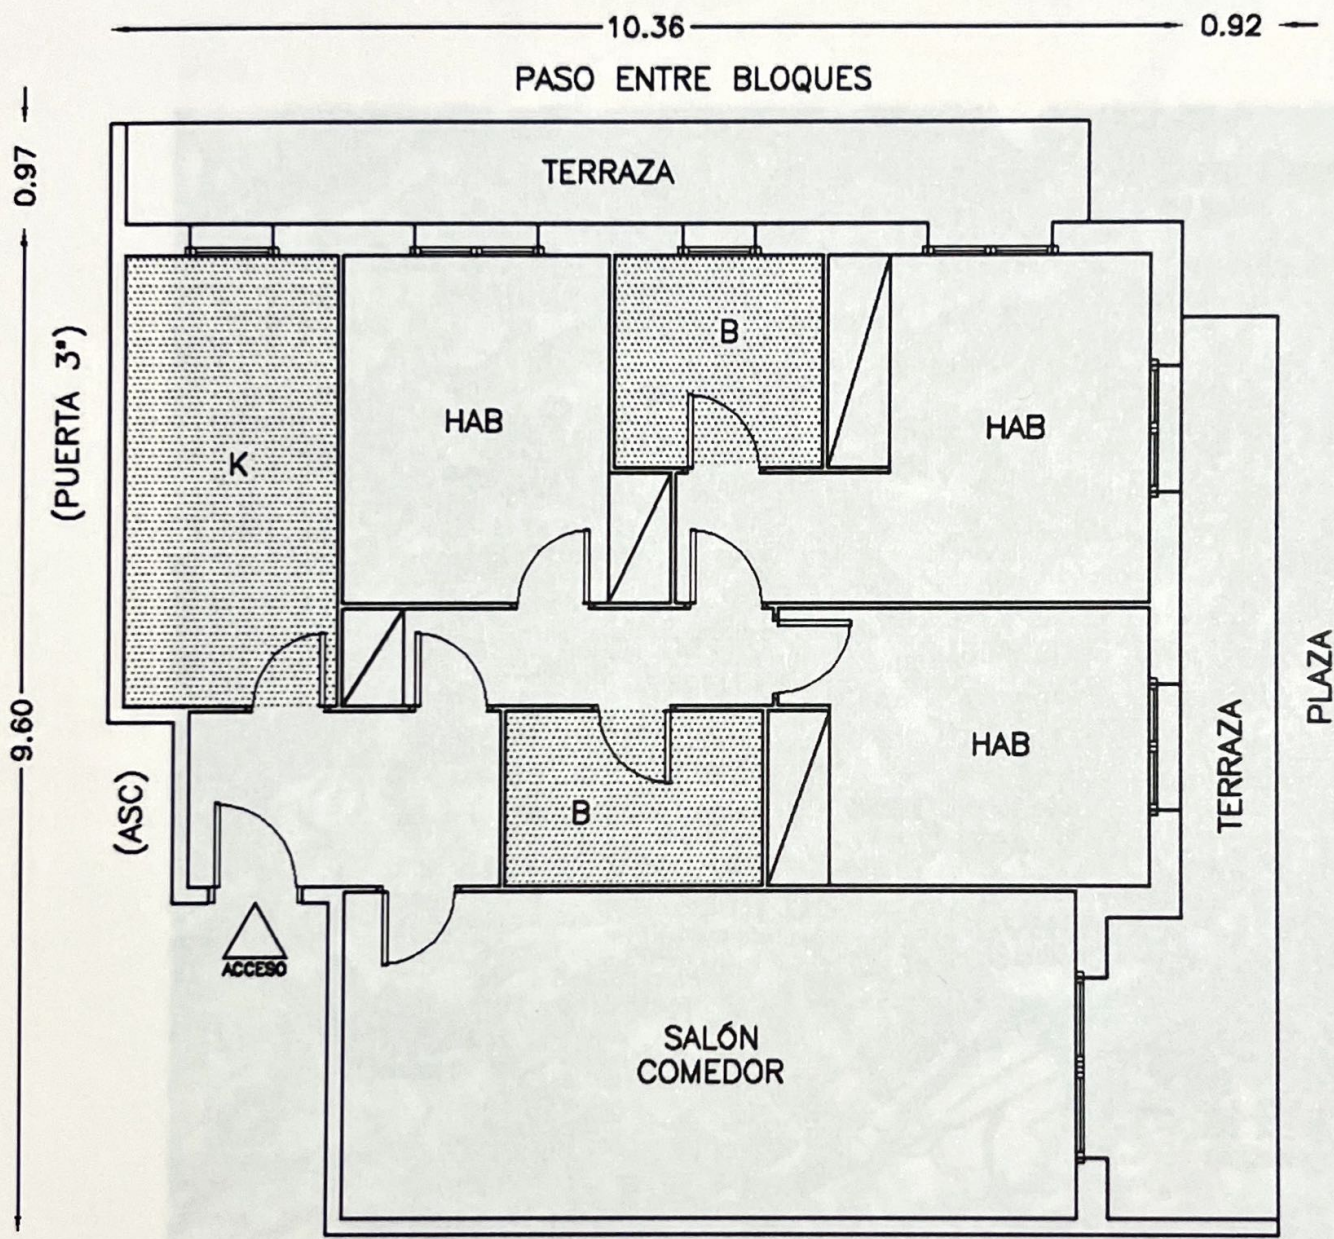 10.36
0.92
PASO ENTRE BLOQUES
0.97
TERRAZA
(PUERTA 3ª)
K
HAB
B
HAB
9.60
(ASC)
B
HAB
TERRAZA
PLAZA
ACCESO
SALÓN
COMEDOR